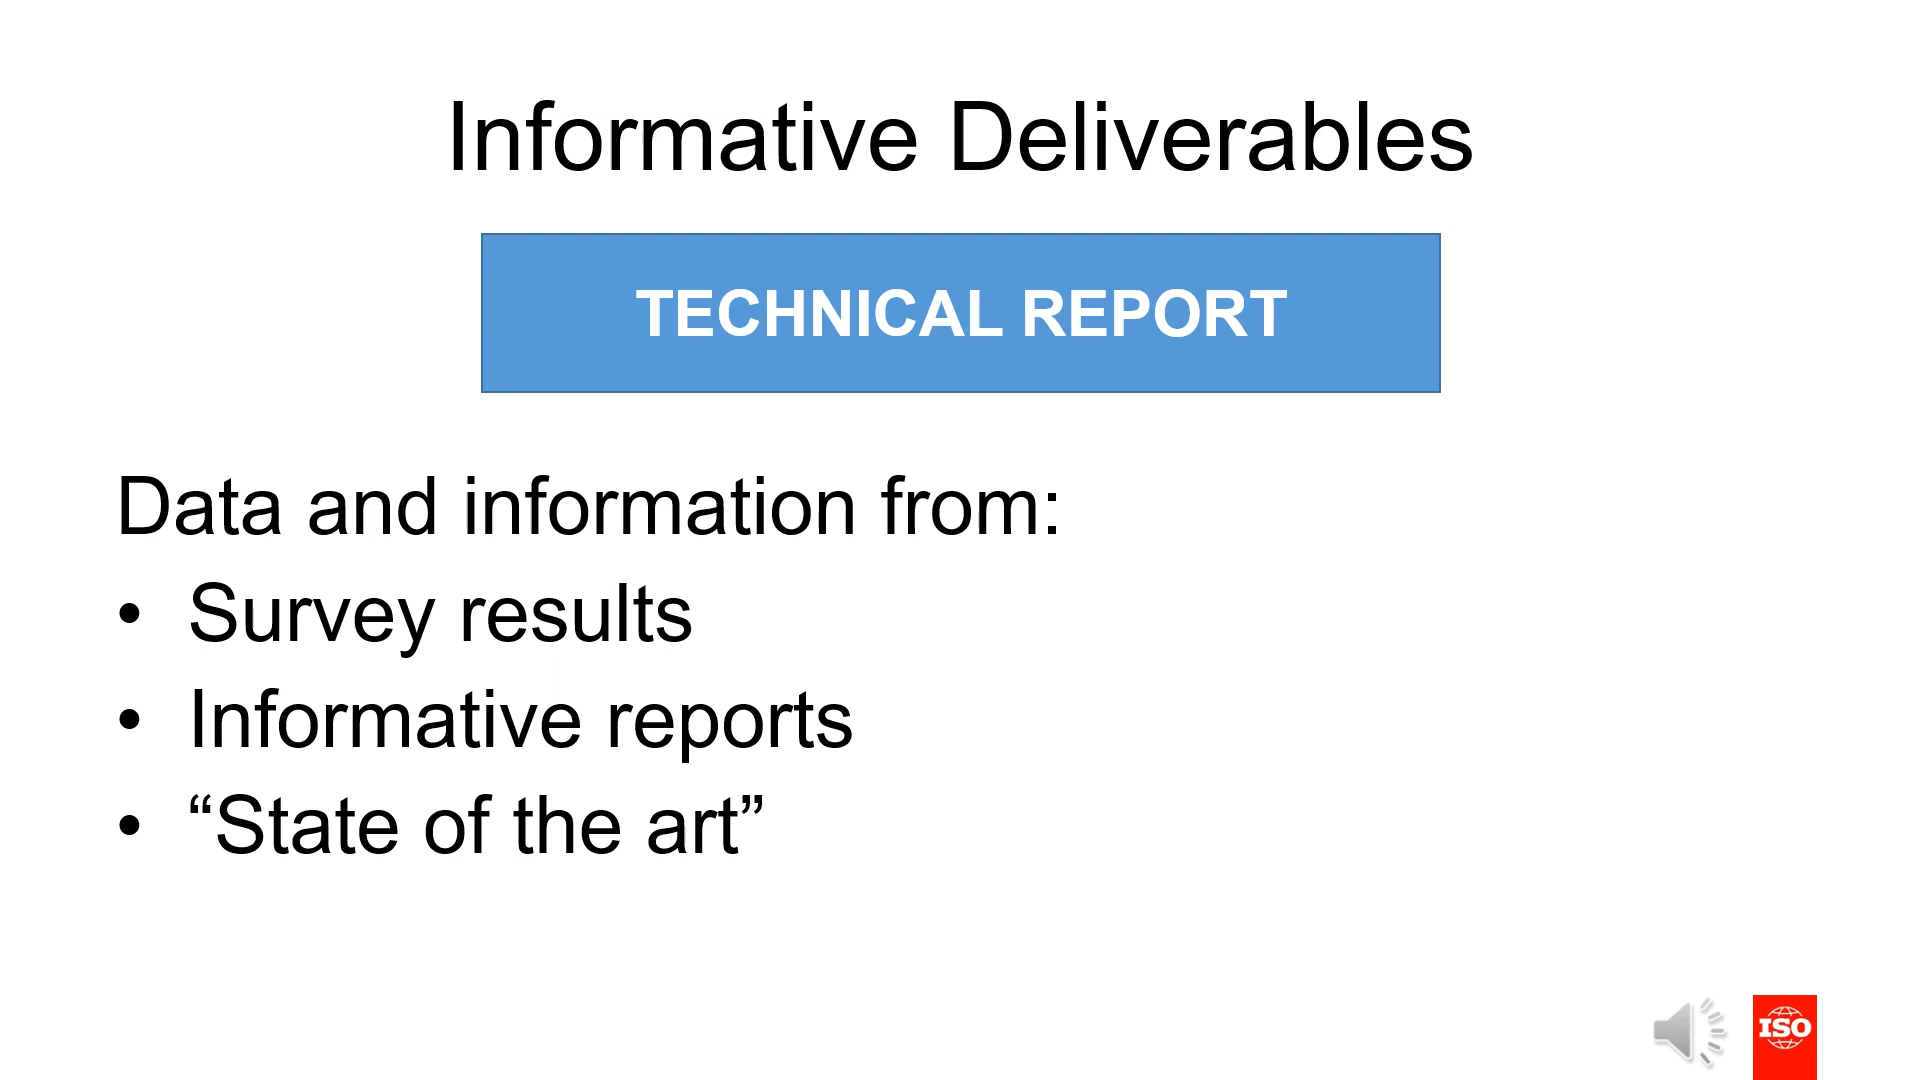 Informative Deliverables
TECHNICAL REPORT
Data and information from:
• Survey results
• Informative reports
• “State of the art”
ISO